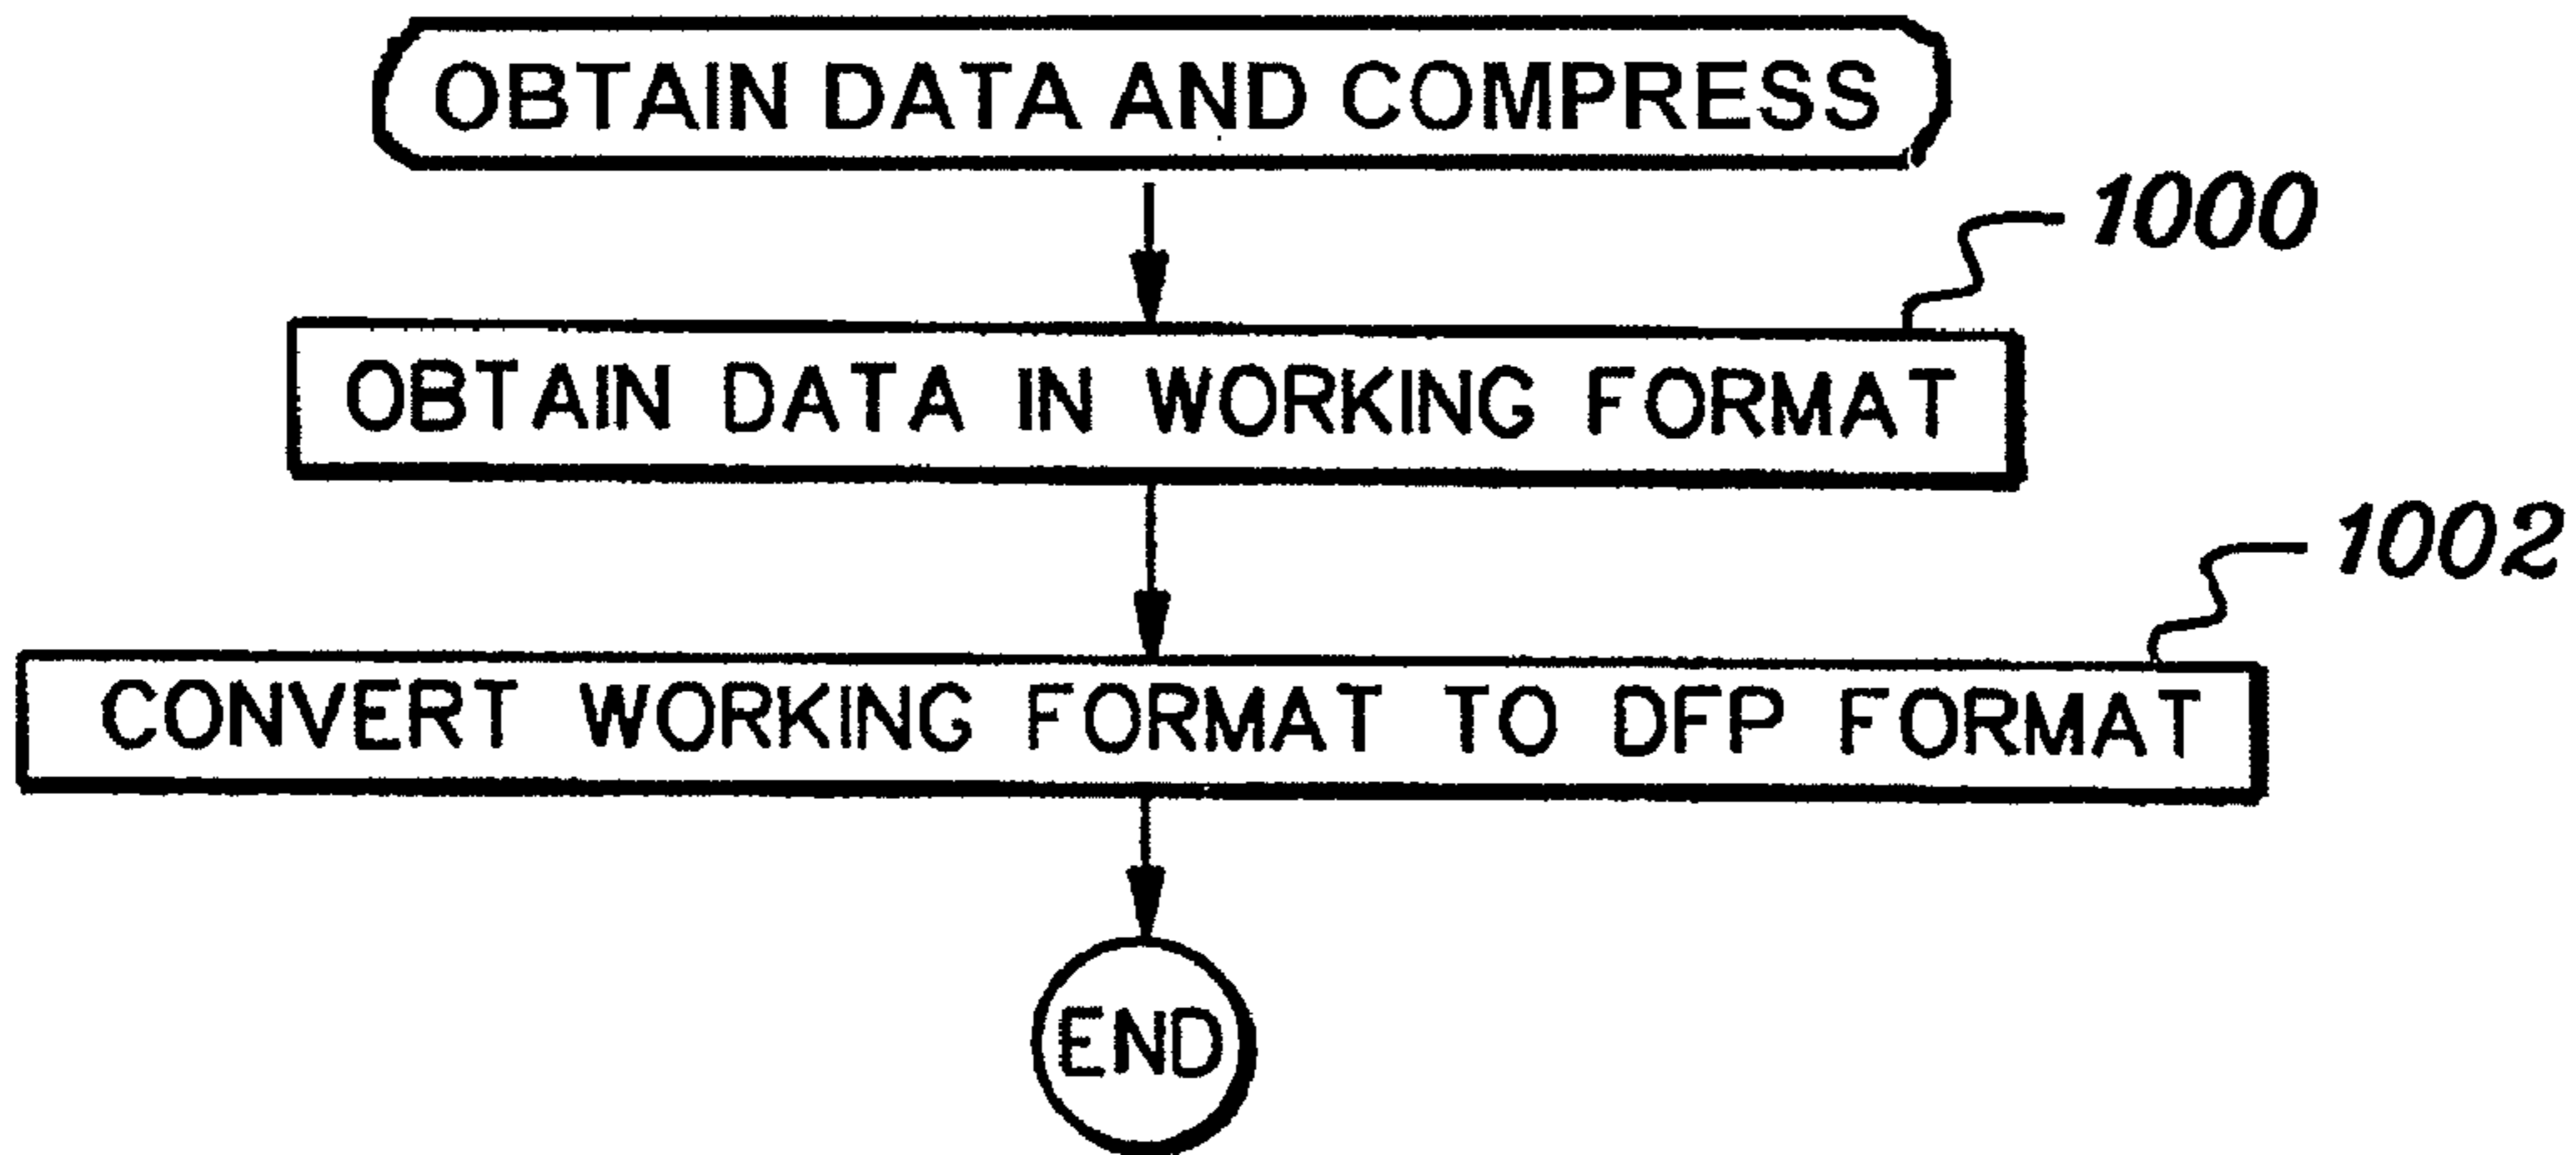 OBTAIN DATA AND COMPRESS
1000
OBTAIN DATA IN WORKING FORMAT
1002
CONVERT WORKING FORMAT TO DFP FORMAT
END